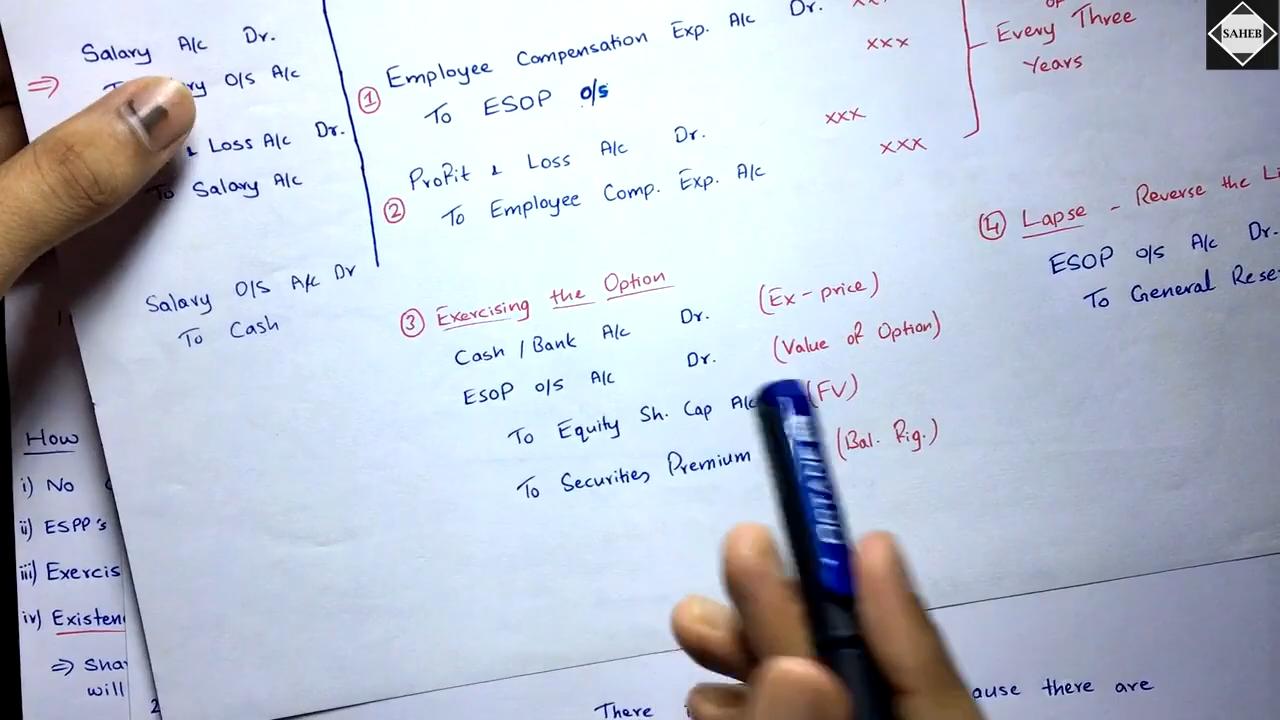 SAHEB
Salary A/c Dr.
O/S A/c
Loss A/c Dr.
To Salary A/c
Salary O/S A/c Dr
To Cash
① Employee Compensation Exp. A/c Dr.
xxx
To ESOP o/s
② Profit & Loss A/c Dr. xxx
To Employee Comp. Exp. A/c xxx
Every Three
Years
③ Exercising the Option
Cash / Bank A/c Dr. (Ex-price)
ESOP o/s A/c Dr. (Value of Option)
To Equity Sh. Cap A/c (FV)
To Securities Premium (Bal. Fig.)
④ Lapse - Reverse the
ESOP o/s A/c Dr.
To General
How
i) No
ii) ESPP's
iii) Exercis
iv) Existen
⇒ Sha
will
2
There
ause there are